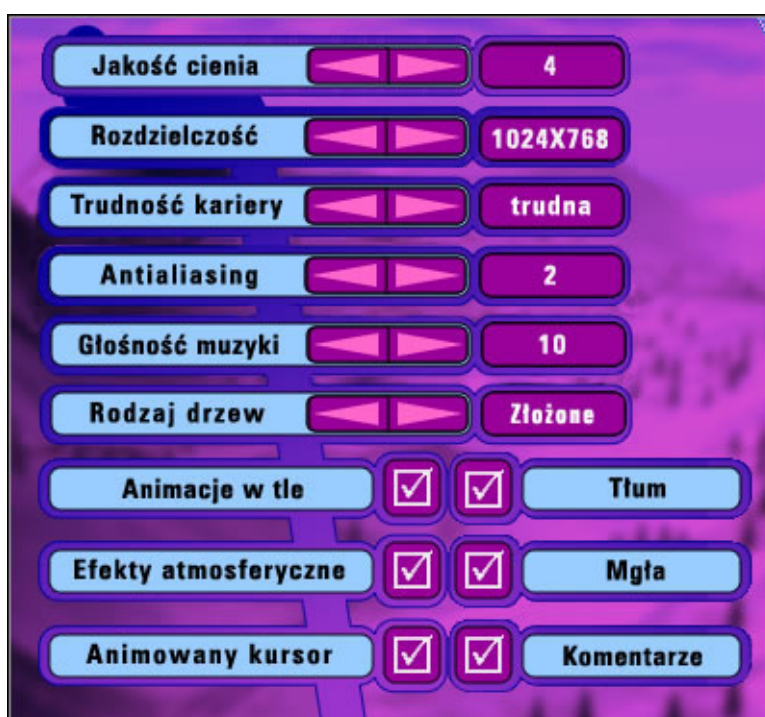 Jakość cienia 4
Rozdzielczość 1024X768
Trudność kariery trudna
Antialiasing 2
Głośność muzyki 10
Rodzaj drzew Złożone
Animacje w tle Tłum
Efekty atmosferyczne Mgła
Animowany kursor Komentarze